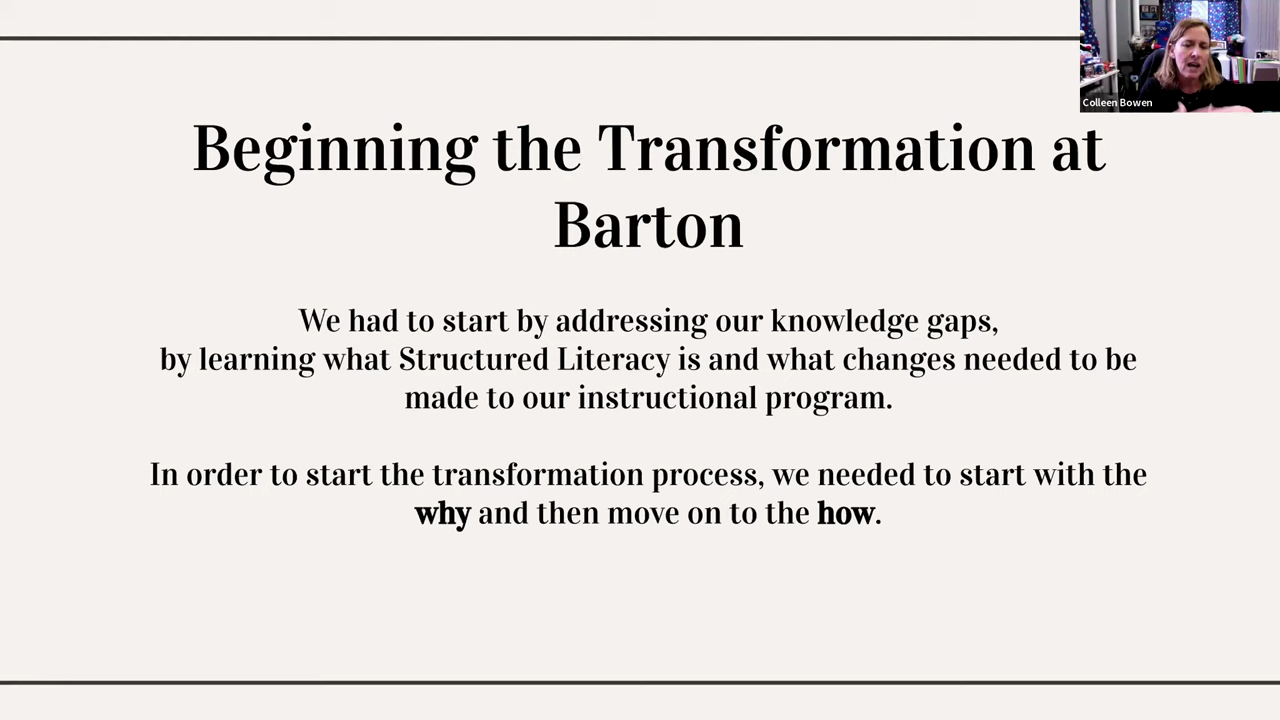 Colleen Bowen
Beginning the Transformation at
Barton
We had to start by addressing our knowledge gaps,
by learning what Structured Literacy is and what changes needed to be
made to our instructional program.
In order to start the transformation process, we needed to start with the
why and then move on to the how.